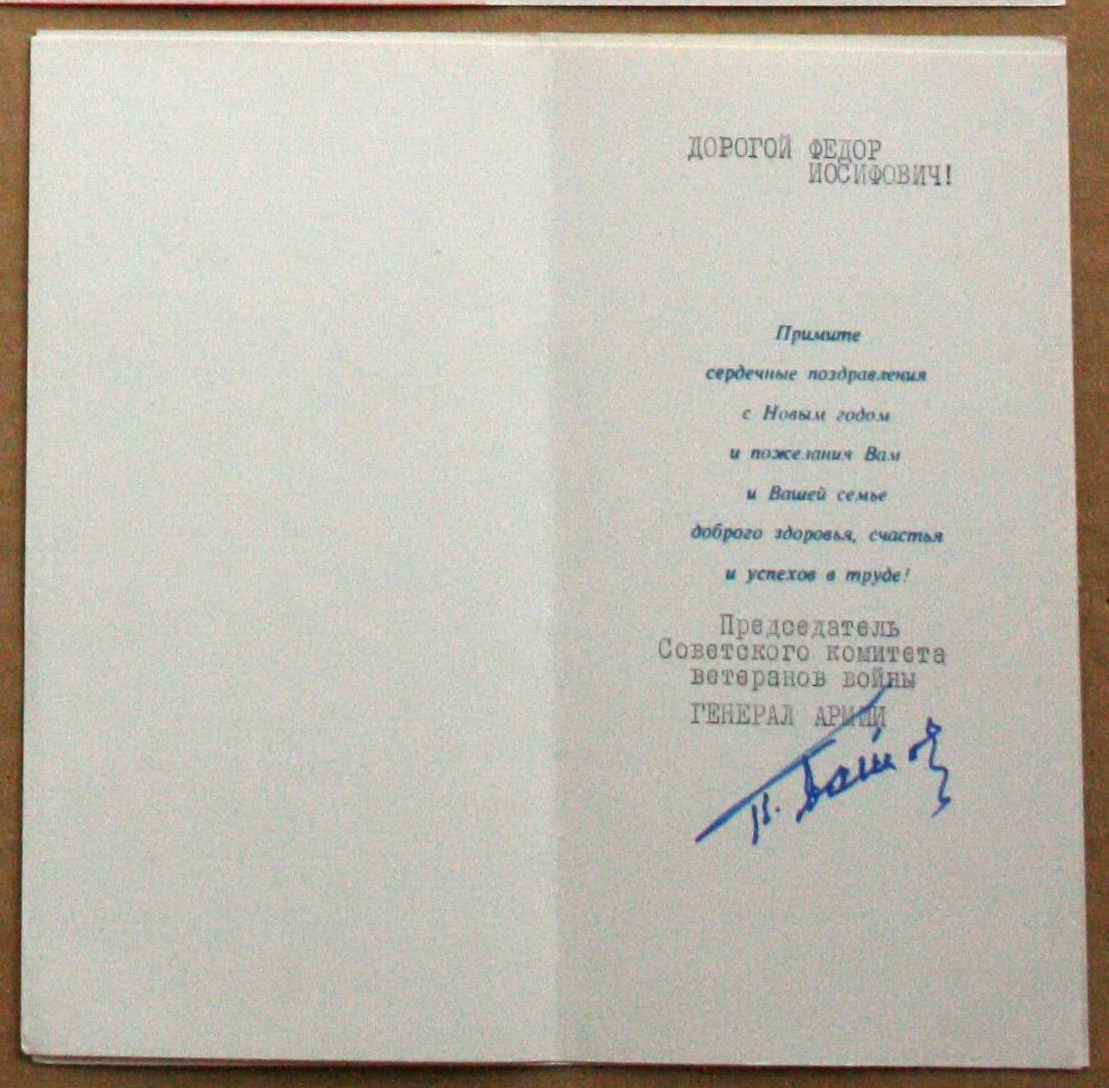 ДОРОГОЙ ФЕДОР
ИОСИФОВИЧ!
Примите
сердечные поздравления
с Новым годом
и пожелания Вам
и Вашей семье
доброго здоровья, счастья
и успехов в труде!
Председатель
Советского комитета
ветеранов войны
ГЕНЕРАЛ АРМИИ
П. Батов